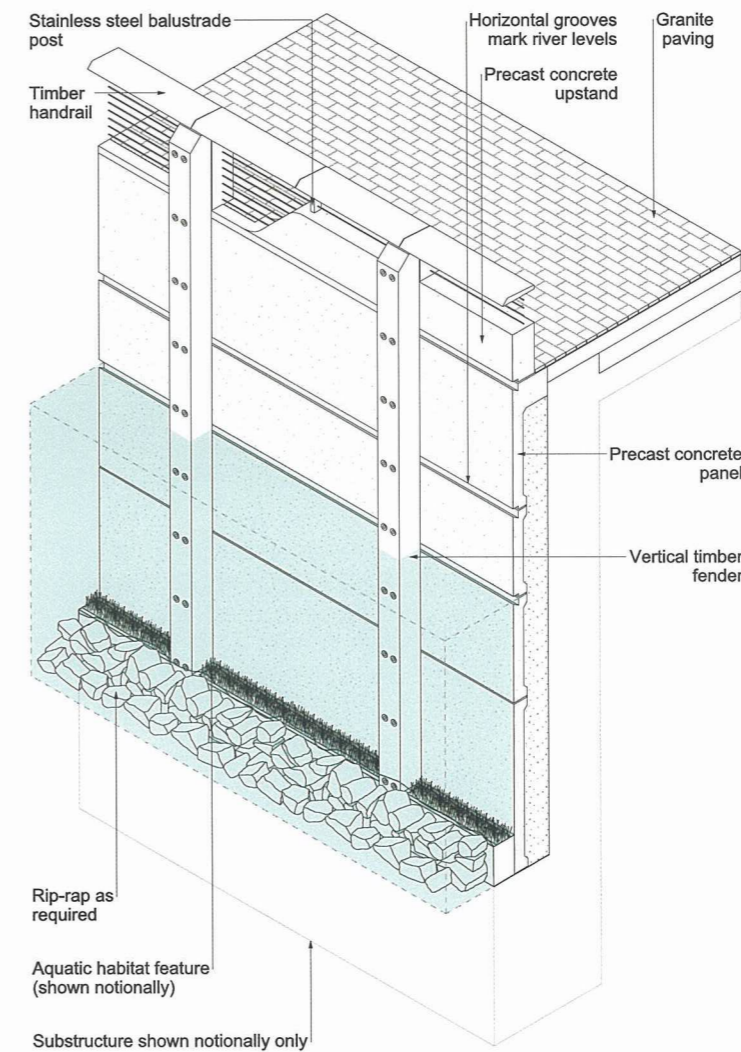 Stainless steel balustrade
post
Horizontal grooves
mark river levels
Granite
paving
Timber
handrail
Precast concrete
upstand
Precast concrete
panel
Vertical timber
fender
Rip-rap as
required
Aquatic habitat feature
(shown notionally)
Substructure shown notionally only